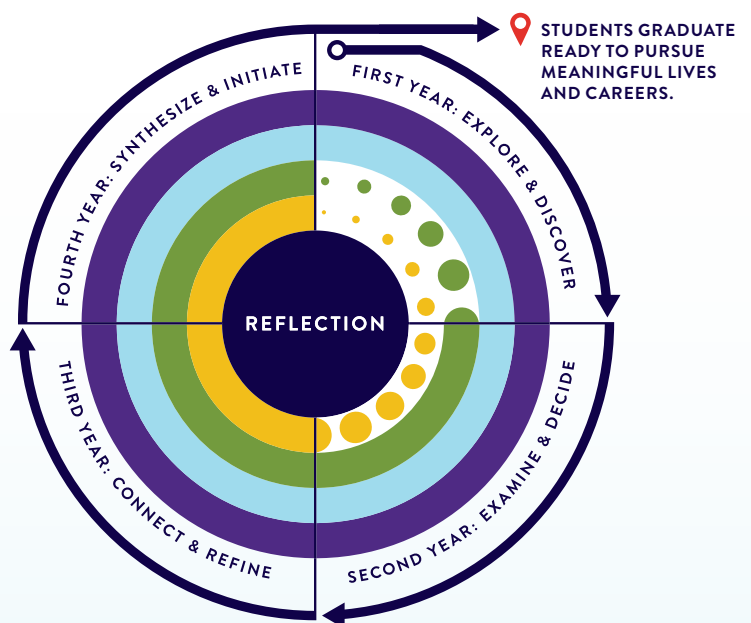 STUDENTS GRADUATE
READY TO PURSUE
MEANINGFUL LIVES
AND CAREERS.
FIRST YEAR: EXPLORE & DISCOVER
SECOND YEAR: EXAMINE & DECIDE
THIRD YEAR: CONNECT & REFINE
FOURTH YEAR: SYNTHESIZE & INITIATE
REFLECTION